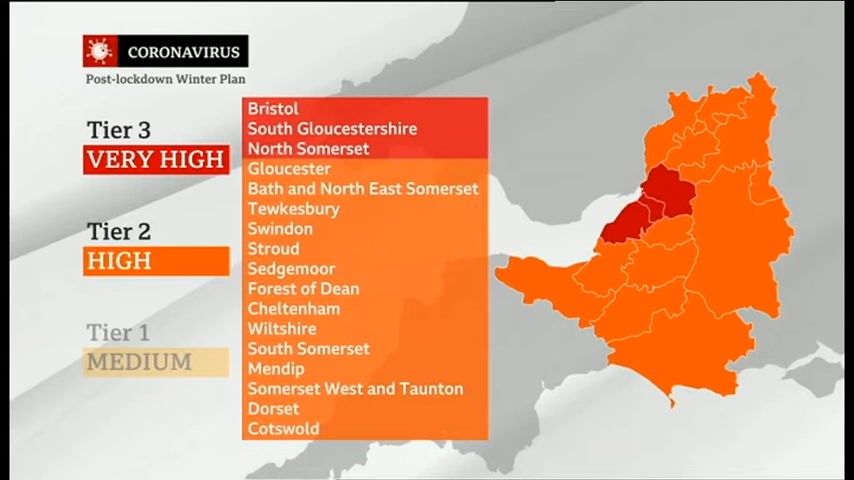 CORONAVIRUS
Post-lockdown Winter Plan
Tier 3
VERY HIGH
Tier 2
HIGH
Tier 1
MEDIUM
Bristol
South Gloucestershire
North Somerset
Gloucester
Bath and North East Somerset
Tewkesbury
Swindon
Stroud
Sedgemoor
Forest of Dean
Cheltenham
Wiltshire
South Somerset
Mendip
Somerset West and Taunton
Dorset
Cotswold